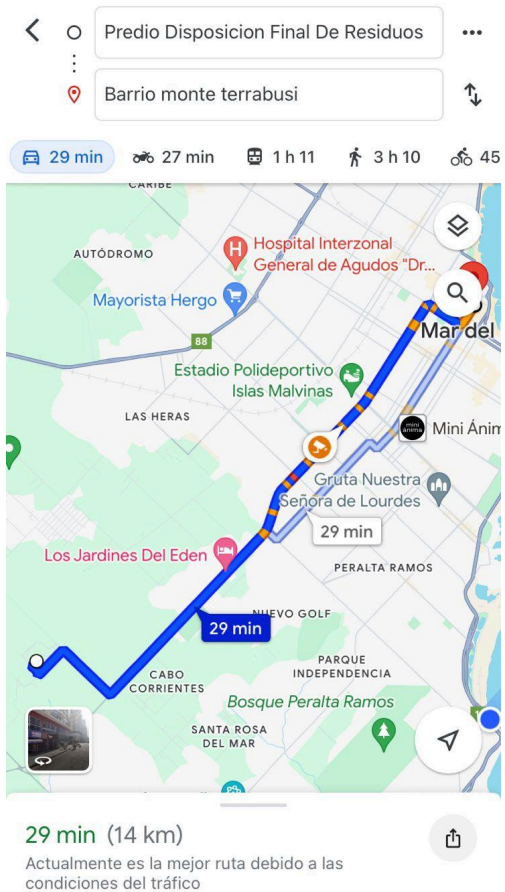 Predio Disposicion Final De Residuos
Barrio monte terrabusi
29 min
27 min
1 h 11
3 h 10
45
CARIBE
AUTÓDROMO
H
Hospital Interzonal
General de Agudos "Dr...
Mayorista Hergo
88
Mar del
Estadio Polideportivo
Islas Malvinas
LAS HERAS
mini
ánima
Mini Ánim
Gruta Nuestra
Señora de Lourdes
29 min
Los Jardines Del Eden
PERALTA RAMOS
NUEVO GOLF
29 min
PARQUE
INDEPENDENCIA
CABO
CORRIENTES
Bosque Peralta Ramos
SANTA ROSA
DEL MAR
29 min (14 km)
Actualmente es la mejor ruta debido a las
condiciones del tráfico